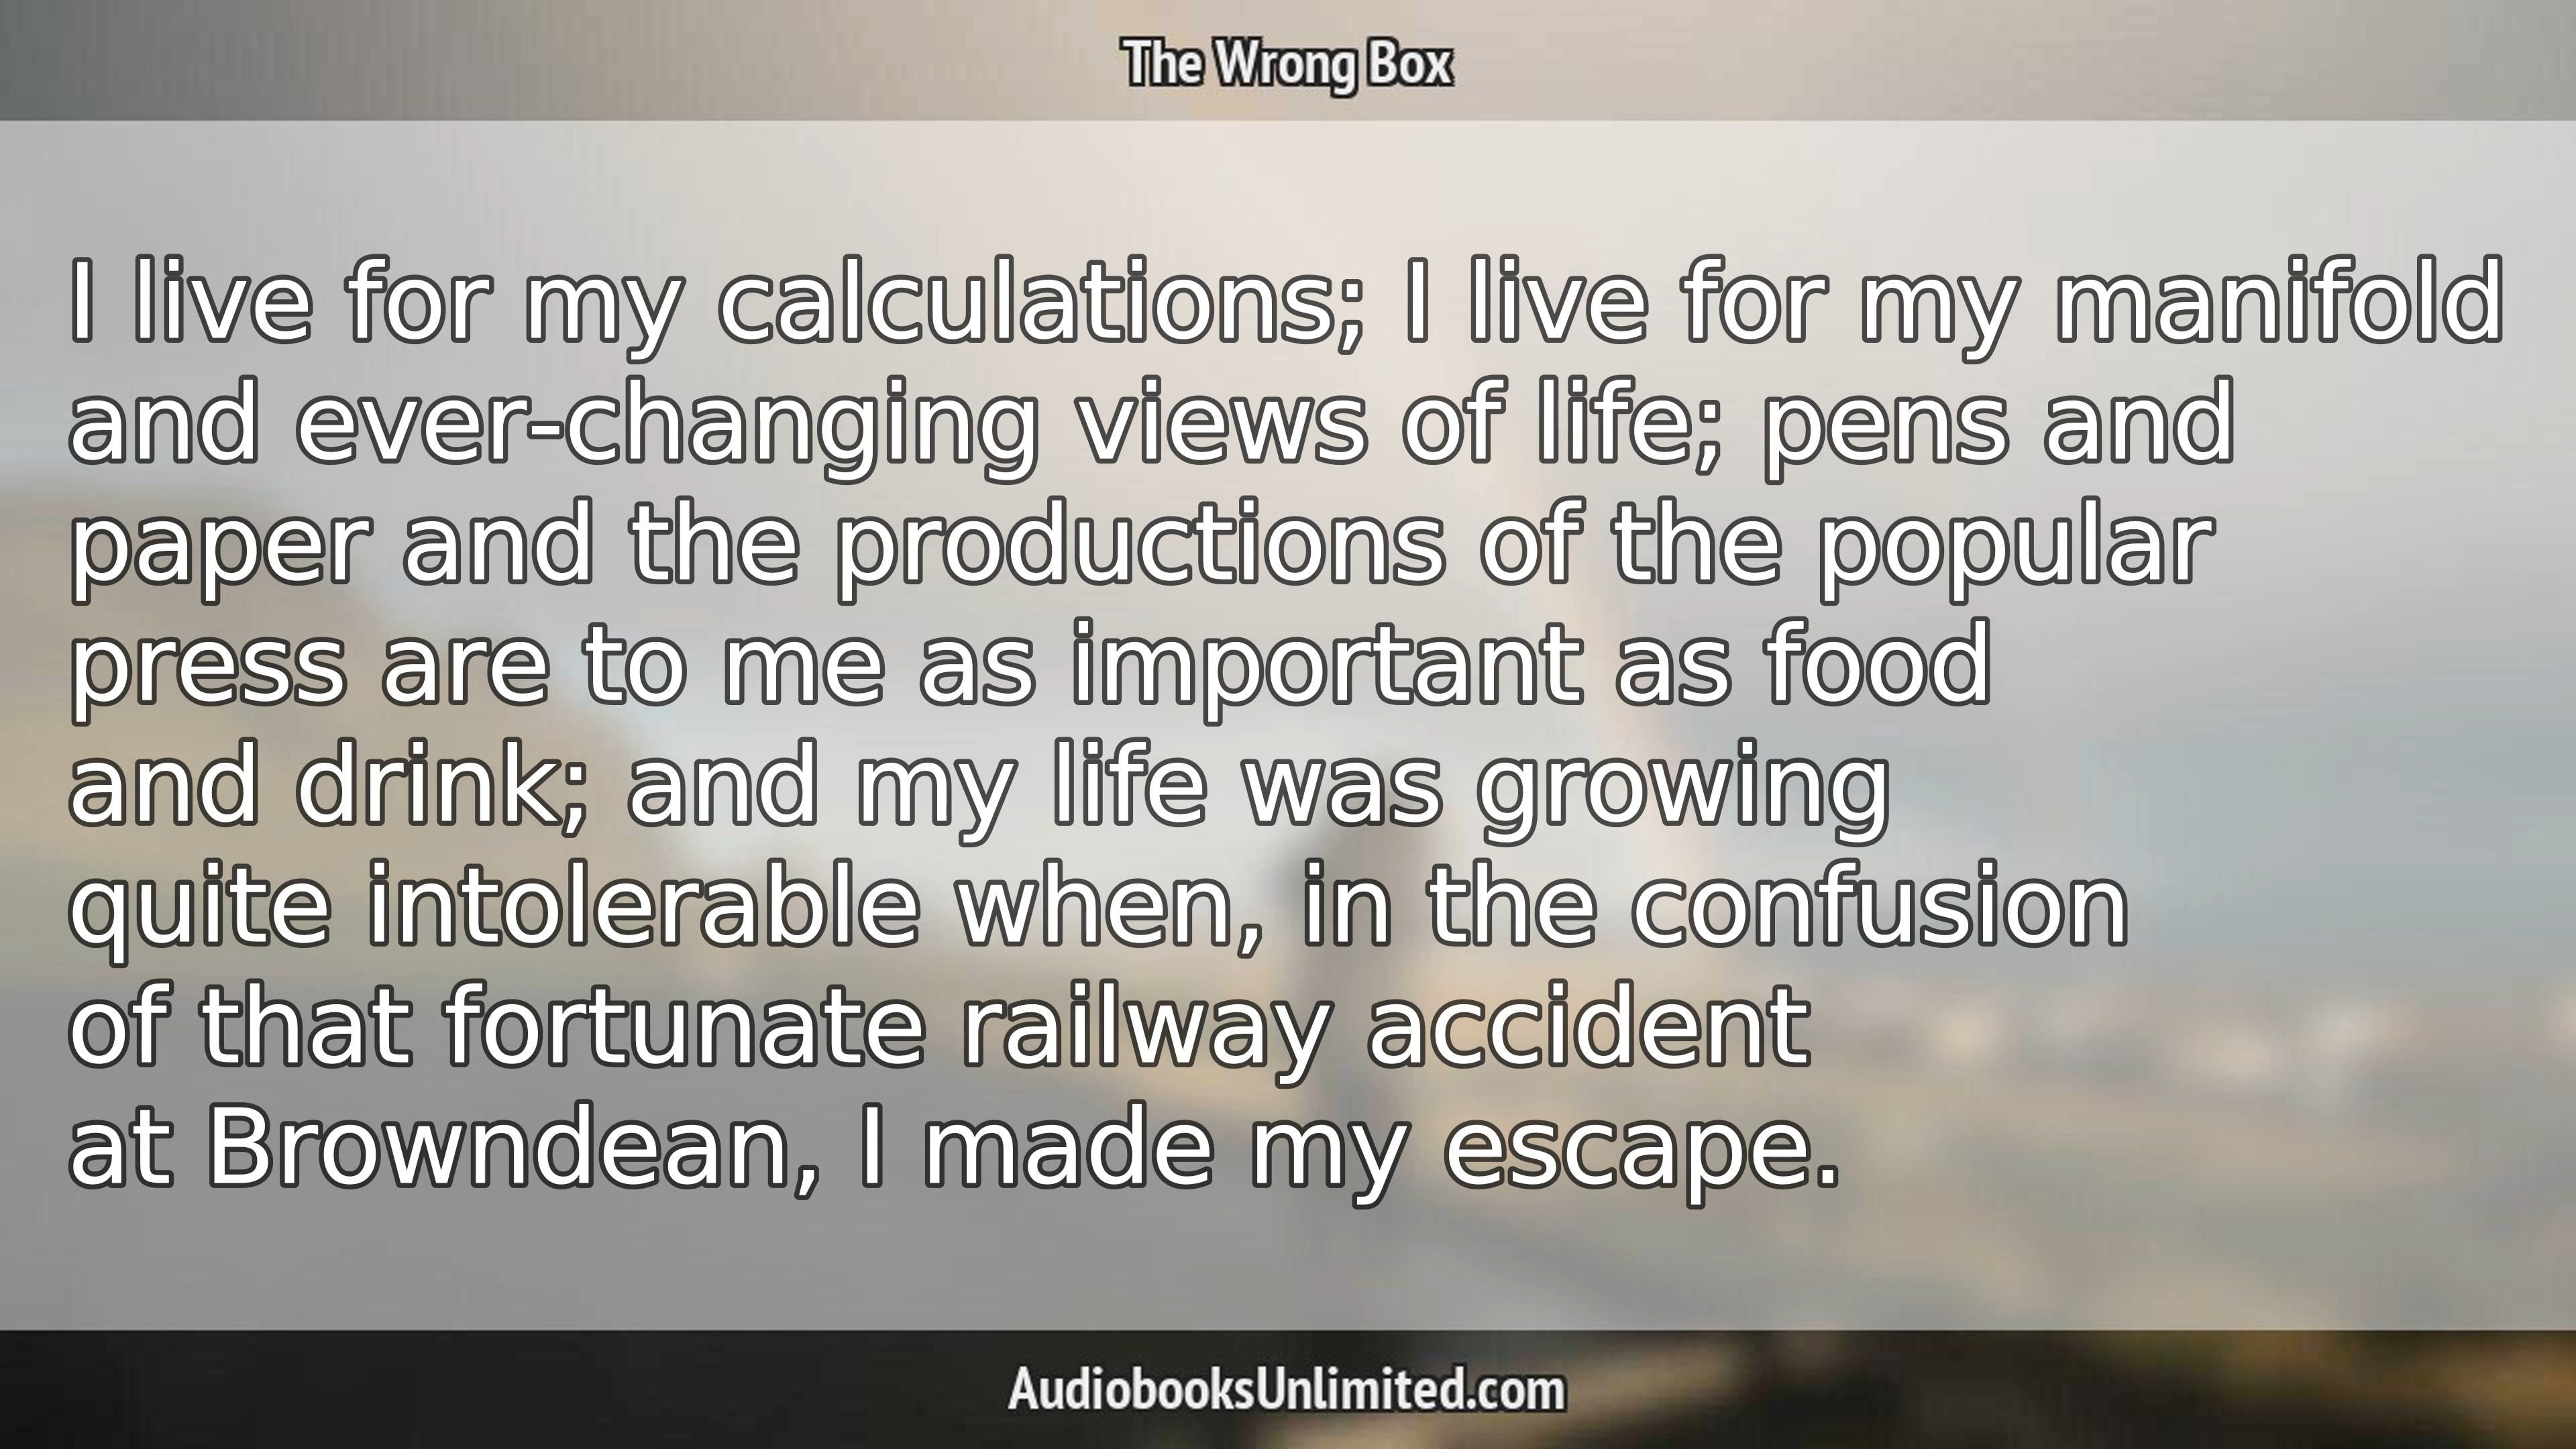 The Wrong Box
I live for my calculations; I live for my manifold
and ever-changing views of life; pens and
paper and the productions of the popular
press are to me as important as food
and drink; and my life was growing
quite intolerable when, in the confusion
of that fortunate railway accident
at Browndean, I made my escape.
AudiobooksUnlimited.com